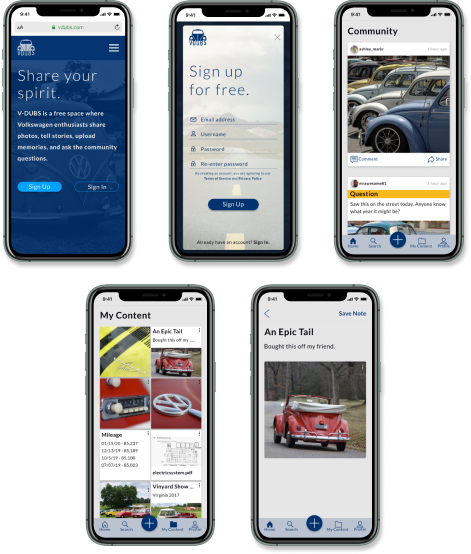 9:41
AA
vdubs.com
V-DUBS
Share your
spirit.
V-DUBS is a free space where
Volkswagen enthusiasts share
photos, tell stories, upload
memories, and ask the community
questions.
Sign Up
Sign In
9:41
V-DUBS
Sign up
for free.
Email address
Username
Password
Re-enter password
By creating an account, you are agreeing to our
Terms of Service and Privacy Policy.
Sign Up
Already have an account? Sign In.
9:41
Community
ashley_marie
1 hour ago
Comment
Share
3 hours ago
Question
Saw this on the street today. Anyone know
what year it might be?
Home
Search
My Content
Profile
9:41
My Content
An Epic Tail
Bought this off my ...
Mileage
01/15/20 - 85,217
12/13/19 - 85,189
10/5/19 - 85,100
07/07/19 - 85,023
electricsystem.pdf
Vinyard Show ...
Virginia 2017
Home
Search
My Content
Profile
9:41
Save Note
An Epic Tail
Bought this off my friend.
Home
Search
My Content
Profile